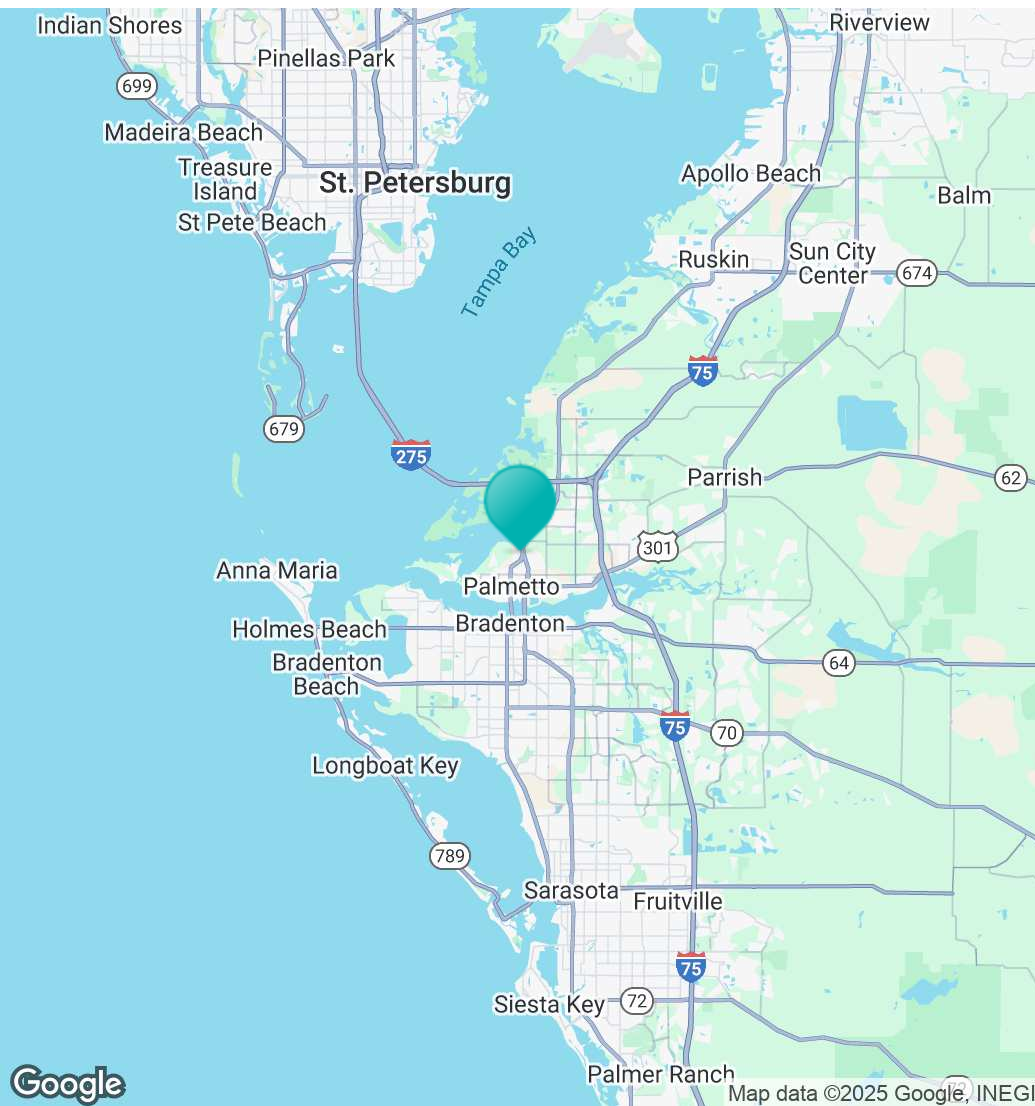 Indian Shores
Riverview
Pinellas Park
699
Madeira Beach
Treasure
Island
St. Petersburg
Apollo Beach
Balm
St Pete Beach
Tampa Bay
Ruskin
Sun City
Center
674
75
679
275
Parrish
62
301
Anna Maria
Palmetto
Holmes Beach
Bradenton
Bradenton
Beach
64
75
70
Longboat Key
789
Sarasota
Fruitville
75
Siesta Key
72
Palmer Ranch
72
Google
Map data ©2025 Google, INEGI